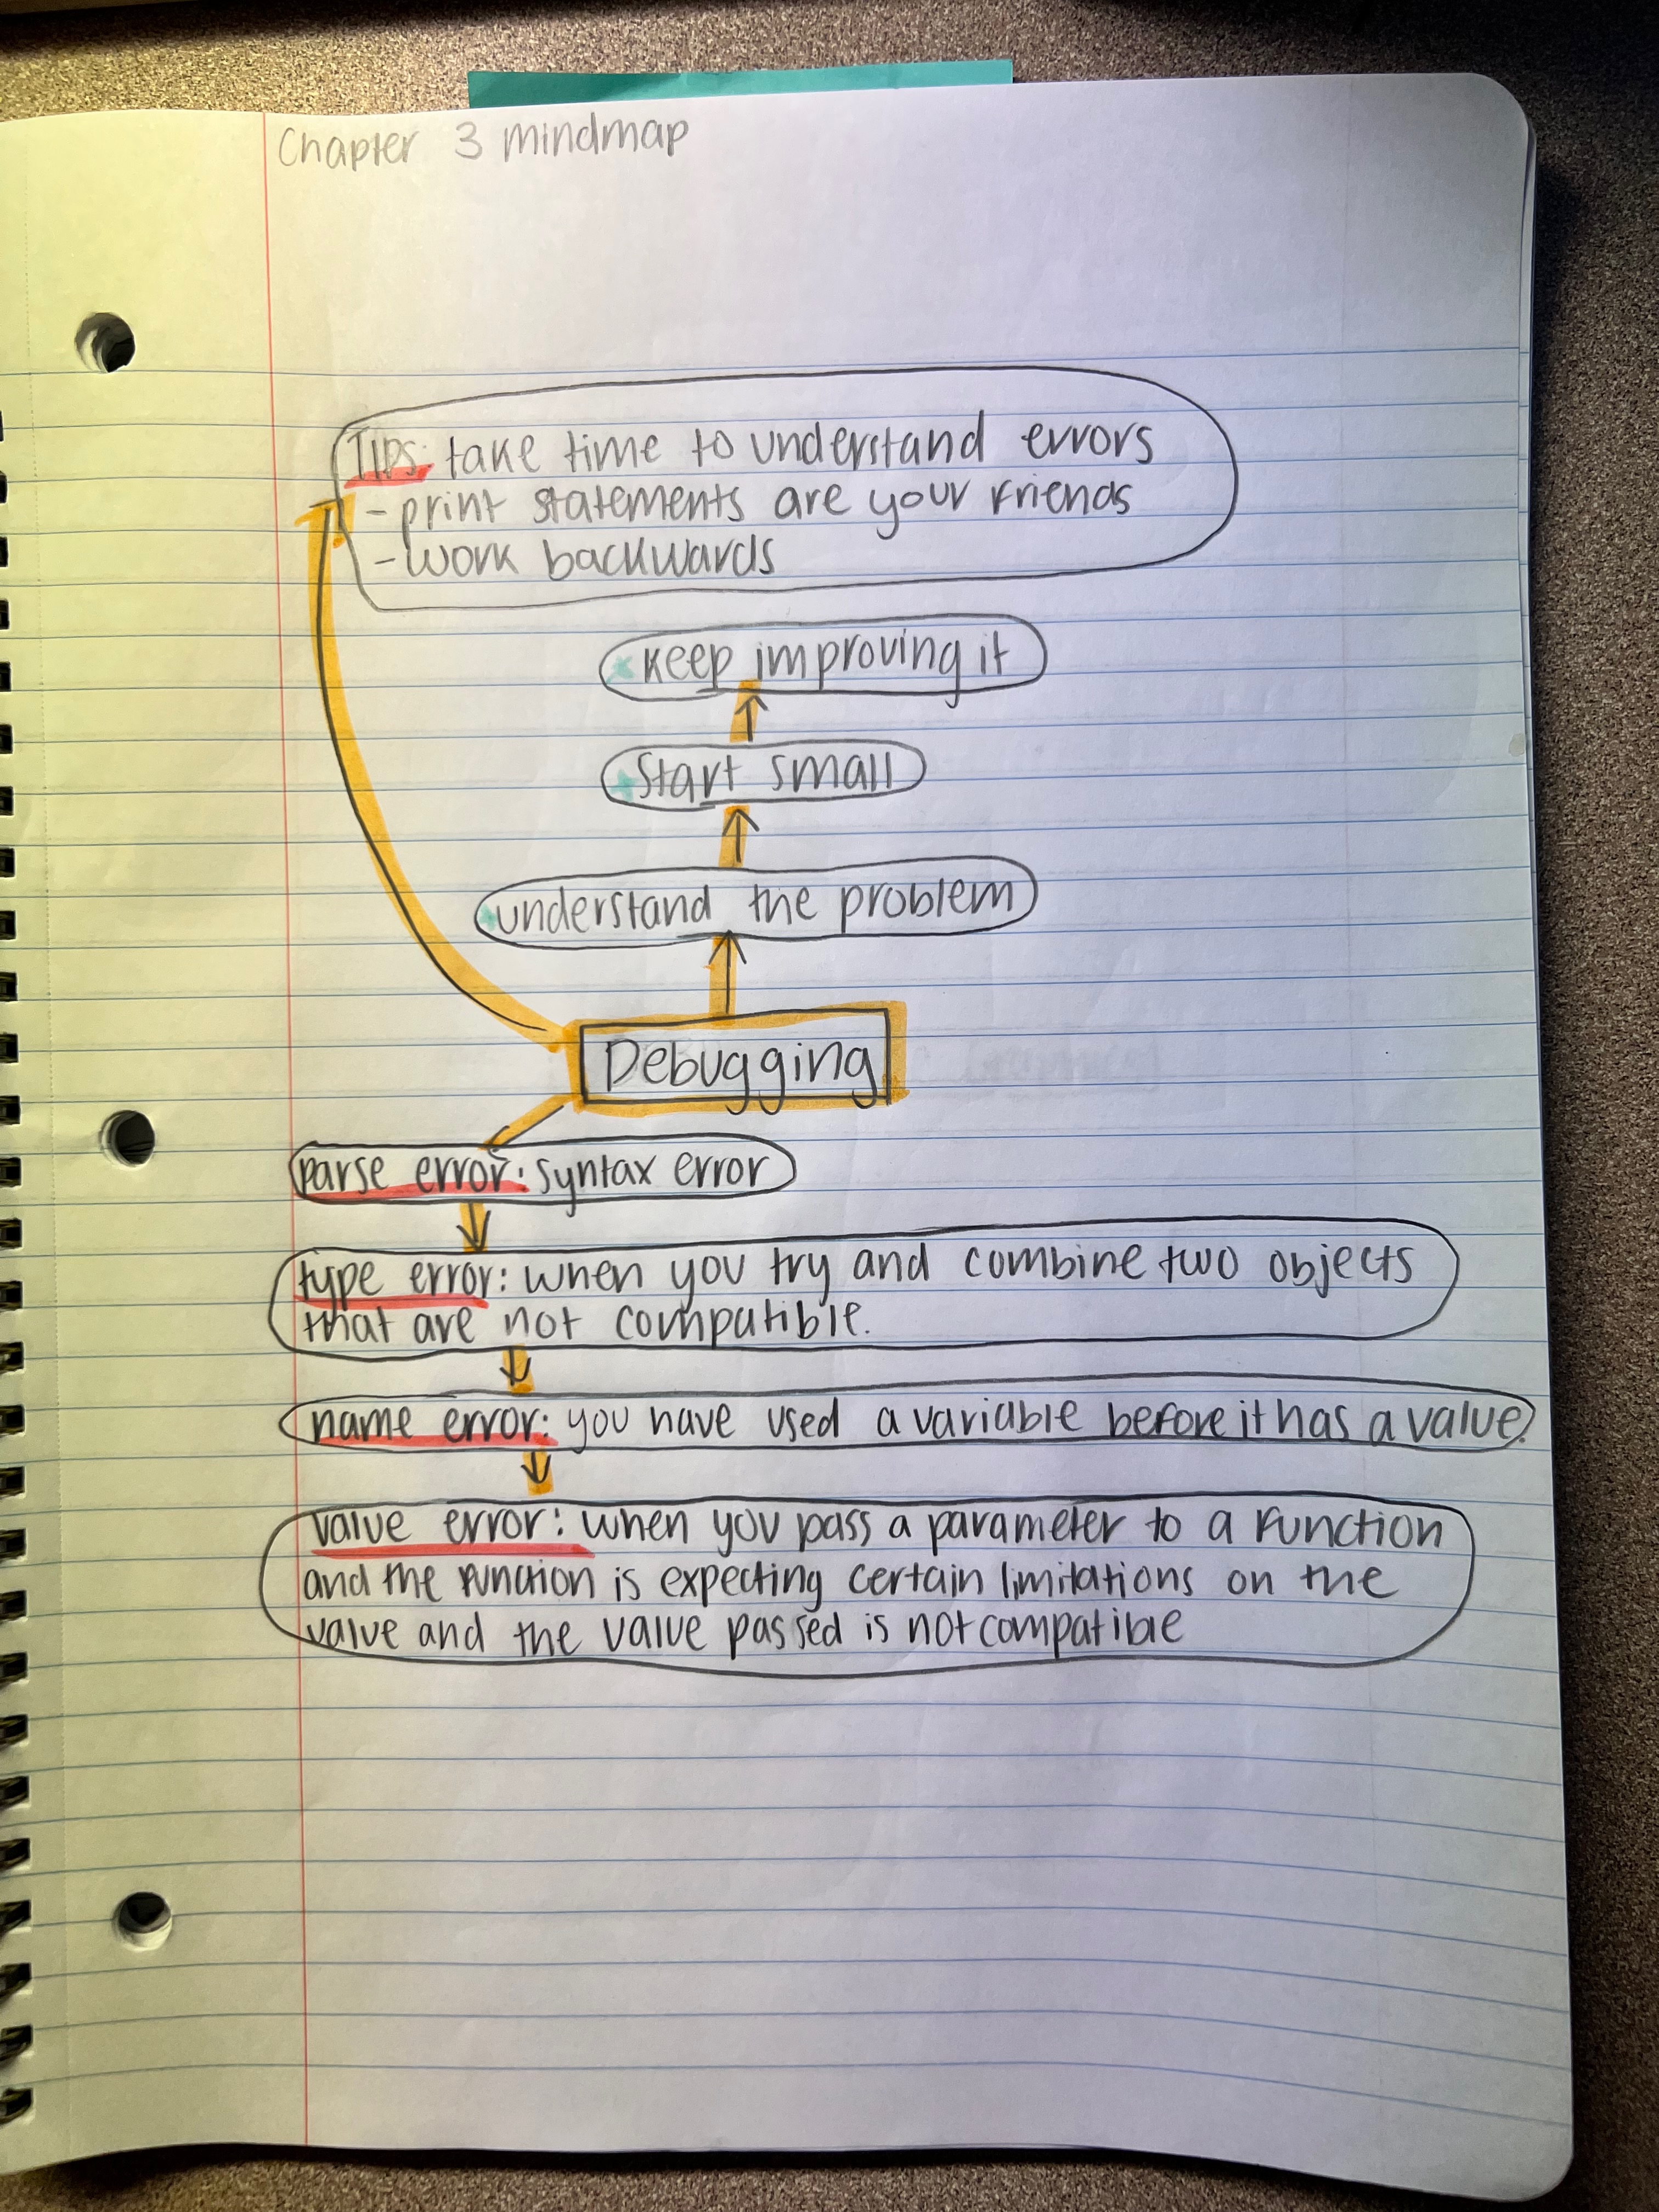 Chapter 3 mindmap
TIPS: take time to understand errors
- print statements are your friends
- work backwards
keep improving it
start small
understand the problem
Debugging
parse error: syntax error
type error: when you try and combine two objects
that are not compatible.
name error: you have used a variable before it has a value.
value error: when you pass a parameter to a function
and the function is expecting certain limitations on the
value and the value passed is not compatible